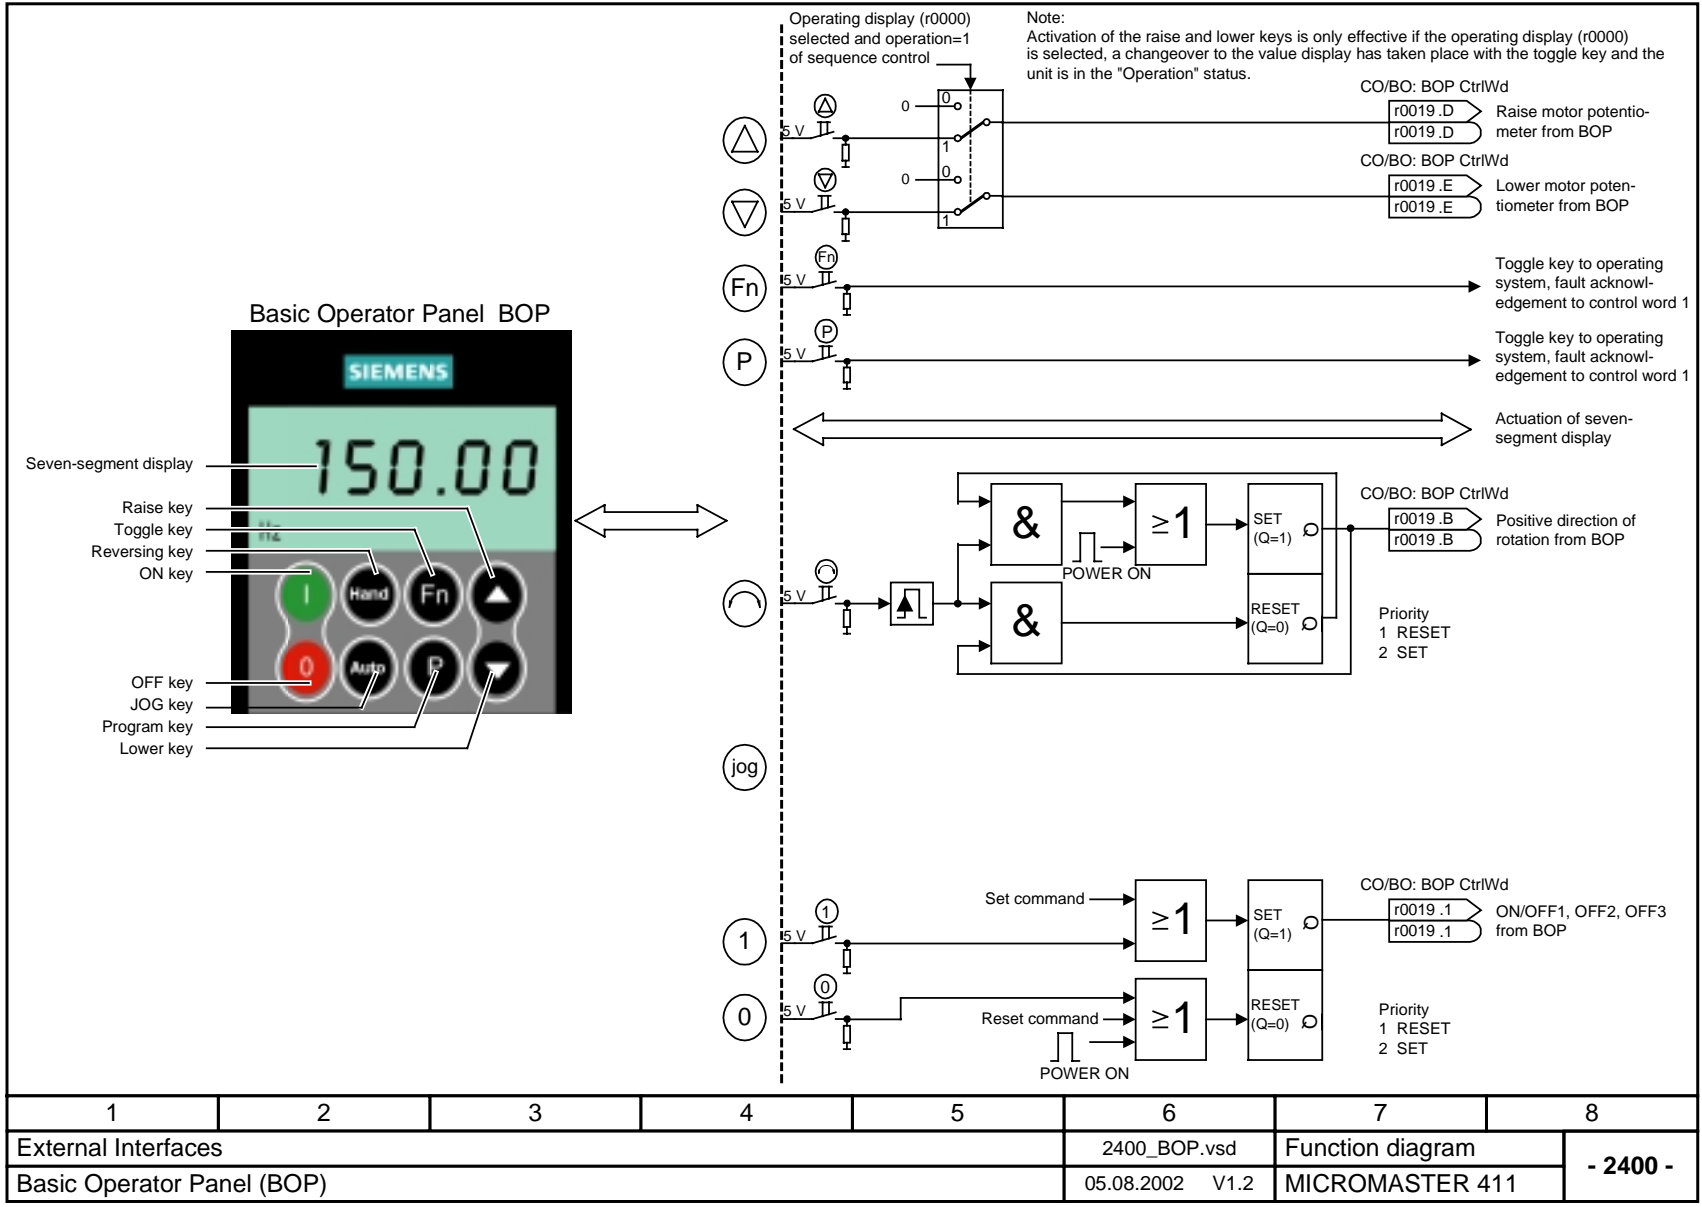 Operating display (r0000)
selected and operation=1
of sequence control
Note:
Activation of the raise and lower keys is only effective if the operating display (r0000)
is selected, a changeover to the value display has taken place with the toggle key and the
unit is in the "Operation" status.
CO/BO: BOP CtrlWd
r0019 .D
r0019 .D
Raise motor potentio-
meter from BOP
0
0
1
5 V
CO/BO: BOP CtrlWd
r0019 .E
r0019 .E
Lower motor poten-
tiometer from BOP
0
0
1
5 V
Fn
5 V
Fn
Toggle key to operating
system, fault acknowl-
edgement to control word 1
P
5 V
P
Toggle key to operating
system, fault acknowl-
edgement to control word 1
Actuation of seven-
segment display
Basic Operator Panel BOP
SIEMENS
150.00
Hz
I
Hand
Fn
0
Auto
P
Seven-segment display
Raise key
Toggle key
Reversing key
ON key
OFF key
JOG key
Program key
Lower key
5 V
&
≥1
POWER ON
SET
(Q=1)
Q
&
RESET
(Q=0)
Q
CO/BO: BOP CtrlWd
r0019 .B
r0019 .B
Positive direction of
rotation from BOP
Priority
1 RESET
2 SET
jog
1
5 V
1
Set command
≥1
SET
(Q=1)
Q
CO/BO: BOP CtrlWd
r0019 .1
r0019 .1
ON/OFF1, OFF2, OFF3
from BOP
0
5 V
0
Reset command
POWER ON
≥1
RESET
(Q=0)
Q
Priority
1 RESET
2 SET
1 2 3 4 5 6 7 8
External Interfaces
2400_BOP.vsd
Function diagram
- 2400 -
Basic Operator Panel (BOP)
05.08.2002 V1.2
MICROMASTER 411